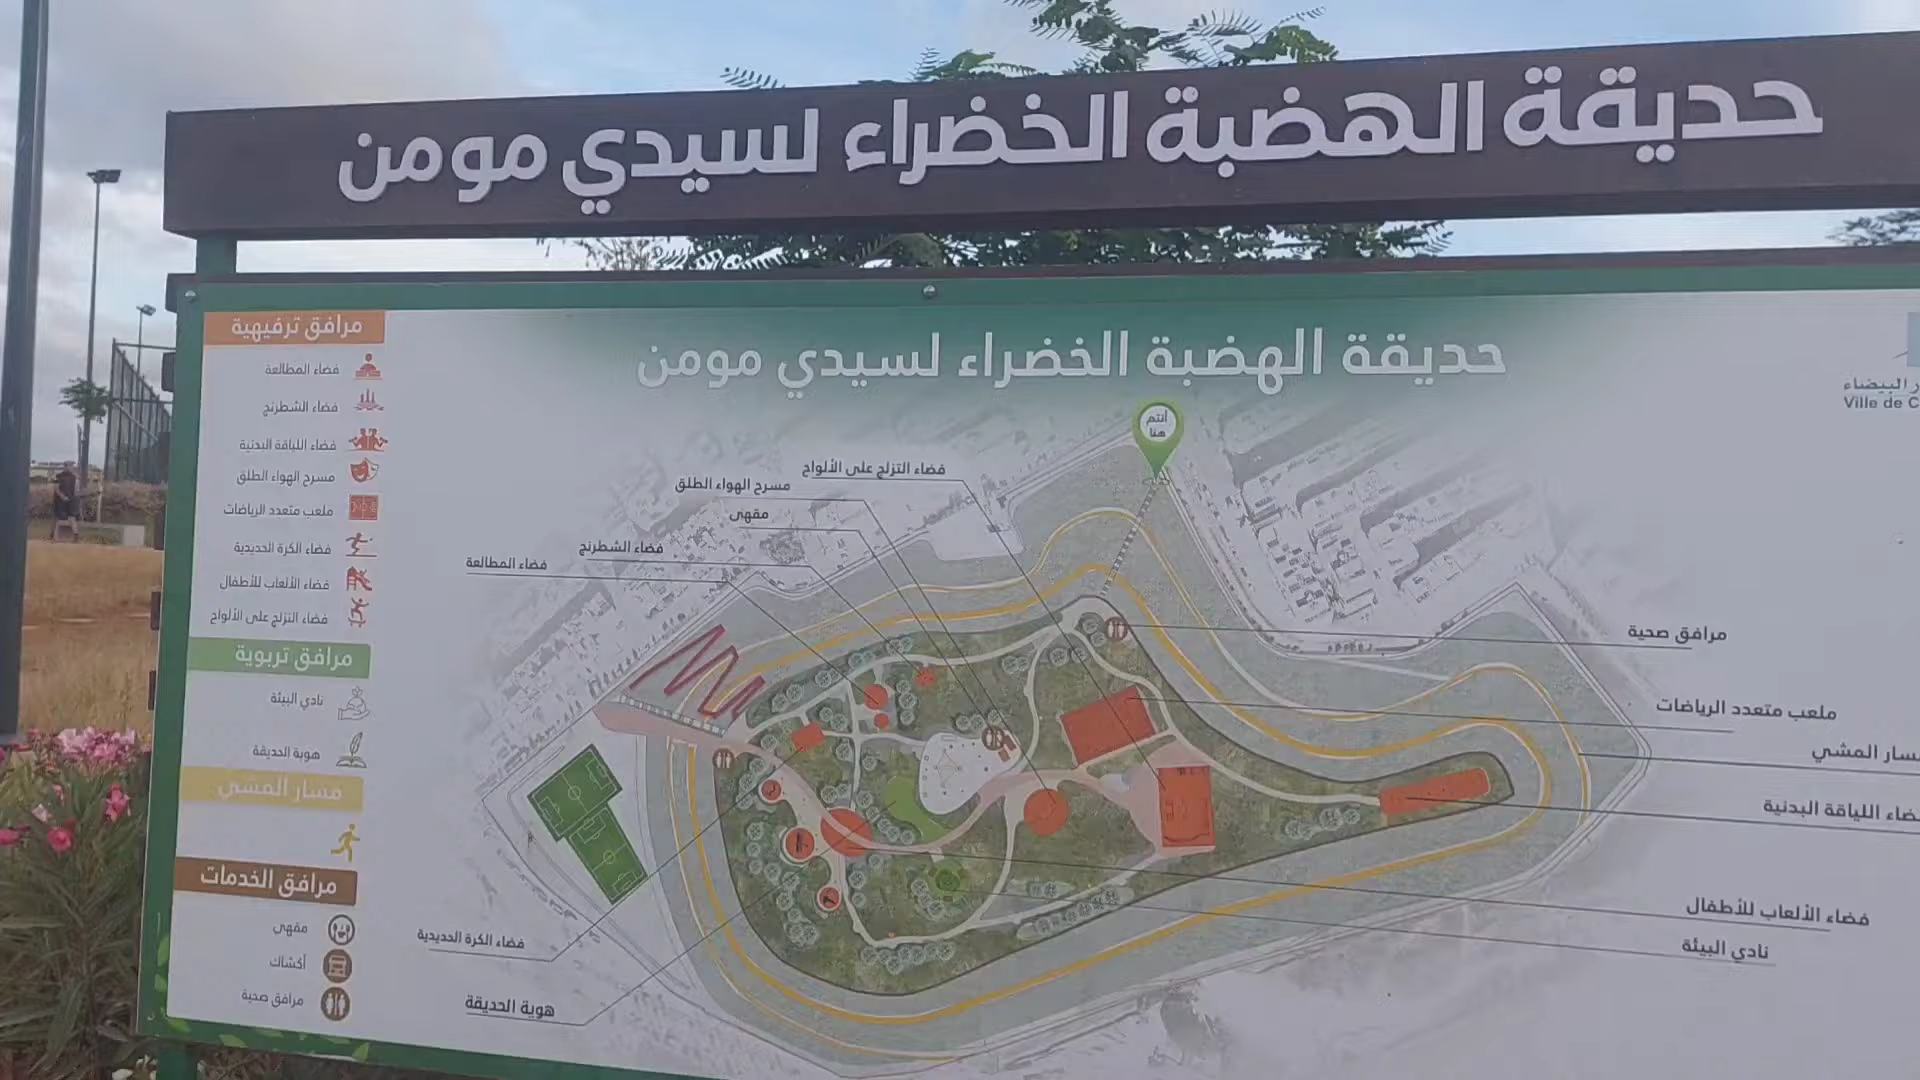 حديقة الهضبة الخضراء لسيدي مومن
حديقة الهضبة الخضراء لسيدي مومن
البيضاء
Ville de
مرافق ترفيهية
فضاء المطالعة
فضاء الشطرنج
فضاء اللياقة البدنية
مسرح الهواء الطلق
ملعب متعدد الرياضات
فضاء الكرة الحديدية
فضاء الألعاب للأطفال
فضاء التزلج على الألواح
مرافق تربوية
نادي البيئة
هوية الحديقة
مسار المشي
مرافق الخدمات
مقهى
أكشاك
مرافق صحية
أنتم
هنا
فضاء التزلج على الألواح
مسرح الهواء الطلق
مقهى
فضاء الشطرنج
فضاء المطالعة
مرافق صحية
ملعب متعدد الرياضات
المشي
اللياقة البدنية
فضاء الألعاب للأطفال
نادي البيئة
فضاء الكرة الحديدية
هوية الحديقة